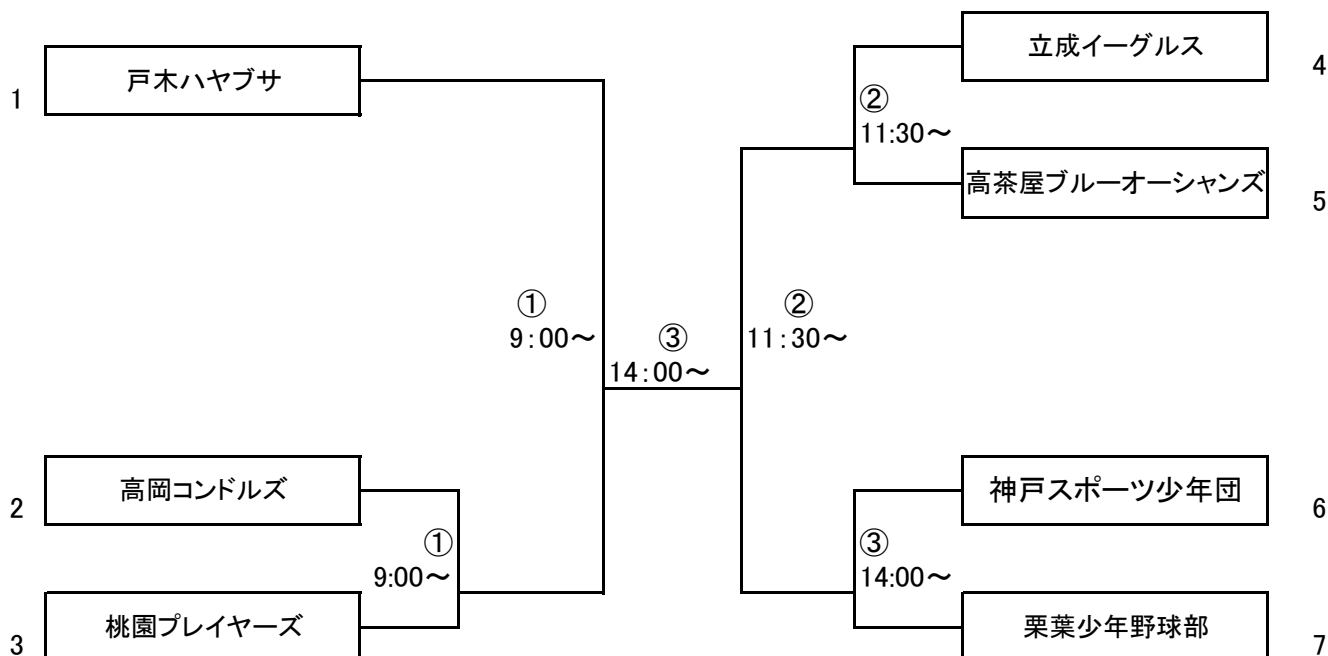 1
戸木ハヤブサ
立成イーグルス
4
②
11:30～
高茶屋ブルーオーシャンズ
5
①
9:00～
③
14:00～
②
11:30～
2
高岡コンドルズ
神戸スポーツ少年団
6
①
9:00～
③
14:00～
3
桃園プレイヤーズ
栗葉少年野球部
7